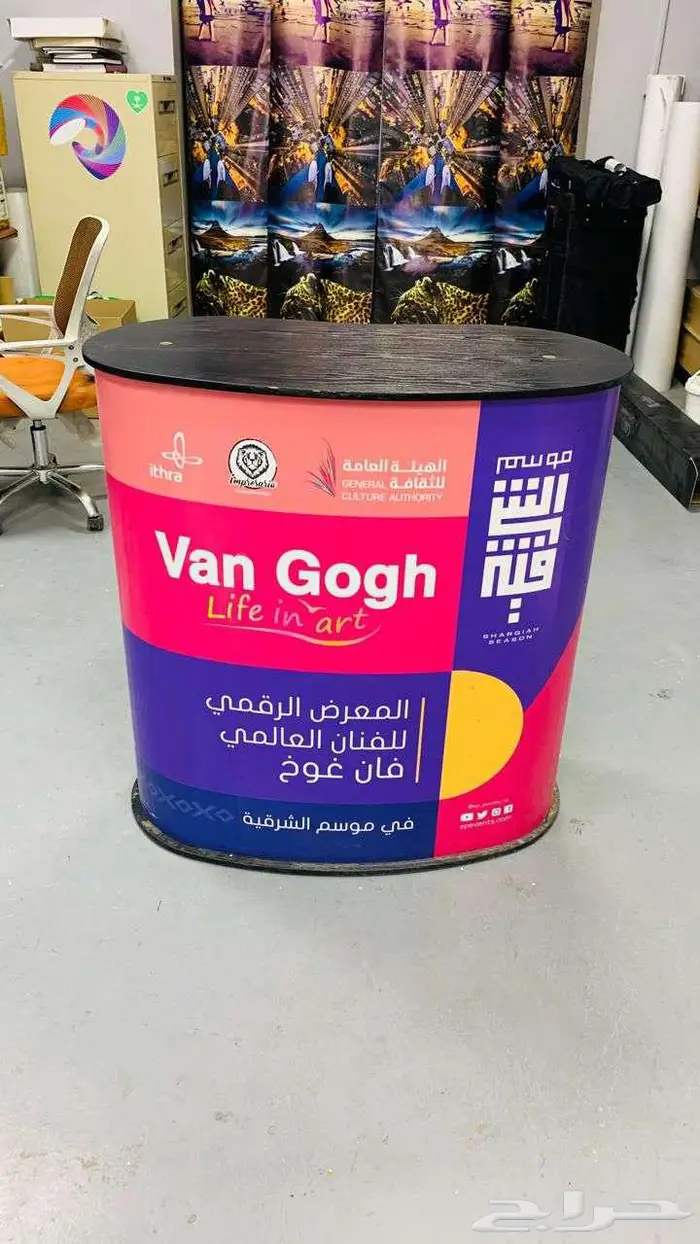 ithra
Impresario
الهيئة العامة
للثقافة GENERAL
CULTURE AUTHORITY
موسم
الشرقية
SHARQIAH
SEASON
Van Gogh
Life in art
المعرض الرقمي
للفنان العالمي
فان غوخ
في موسم الشرقية
حراج